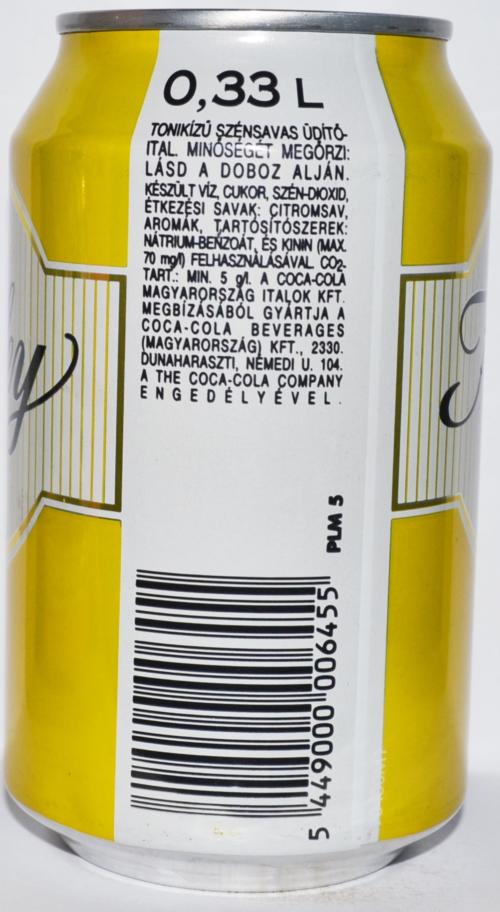 0,33 L
TONIKÍZŰ SZÉNSAVAS ÜDÍTŐ-
ITAL. MINŐSÉGÉT MEGŐRZI:
LÁSD A DOBOZ ALJÁN.
KÉSZÜLT VÍZ, CUKOR, SZÉN-DIOXID,
ÉTKEZÉSI SAVAK: CITROMSAV,
AROMÁK, TARTÓSÍTÓSZEREK:
NÁTRIUM-BENZOÁT, ÉS KININ (MAX.
70 mg/l) FELHASZNÁLÁSÁVAL CO2-
TART.: MIN. 5 g/l. A COCA-COLA
MAGYARORSZÁG ITALOK KFT.
MEGBÍZÁSÁBÓL GYÁRTJA A
COCA-COLA BEVERAGES
(MAGYARORSZÁG) KFT., 2330.
DUNAHARASZTI, NÉMEDI U. 104.
A THE COCA-COLA COMPANY
ENGEDÉLYÉVEL.
PLM 5
5 449000 006455